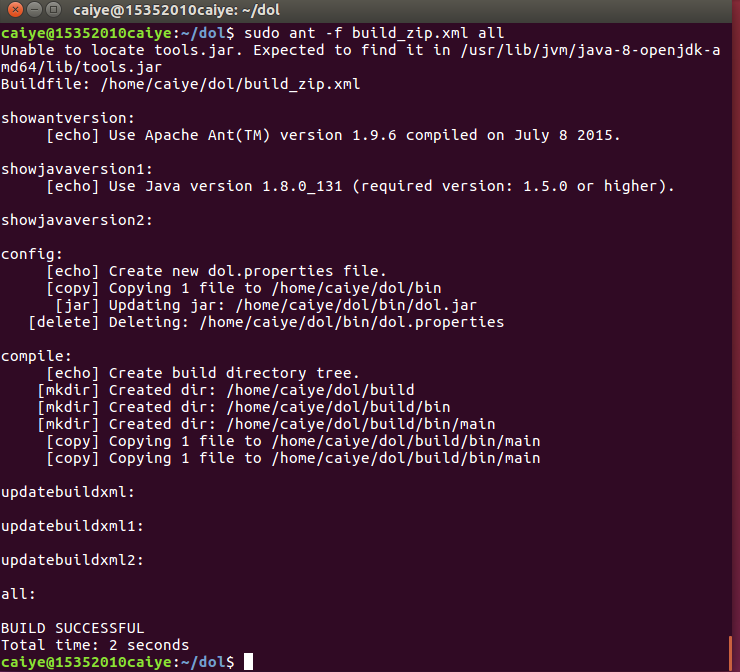 caiye@15352010caiye: ~/dol
caiye@15352010caiye:~/dol$ sudo ant -f build_zip.xml all
Unable to locate tools.jar. Expected to find it in /usr/lib/jvm/java-8-openjdk-a
md64/lib/tools.jar
Buildfile: /home/caiye/dol/build_zip.xml
showantversion:
[echo] Use Apache Ant(TM) version 1.9.6 compiled on July 8 2015.
showjavaversion1:
[echo] Use Java version 1.8.0_131 (required version: 1.5.0 or higher).
showjavaversion2:
config:
[echo] Create new dol.properties file.
[copy] Copying 1 file to /home/caiye/dol/bin
[jar] Updating jar: /home/caiye/dol/bin/dol.jar
[delete] Deleting: /home/caiye/dol/bin/dol.properties
compile:
[echo] Create build directory tree.
[mkdir] Created dir: /home/caiye/dol/build
[mkdir] Created dir: /home/caiye/dol/build/bin
[mkdir] Created dir: /home/caiye/dol/build/bin/main
[copy] Copying 1 file to /home/caiye/dol/build/bin/main
[copy] Copying 1 file to /home/caiye/dol/build/bin/main
updatebuildxml:
updatebuildxml1:
updatebuildxml2:
all:
BUILD SUCCESSFUL
Total time: 2 seconds
caiye@15352010caiye:~/dol$